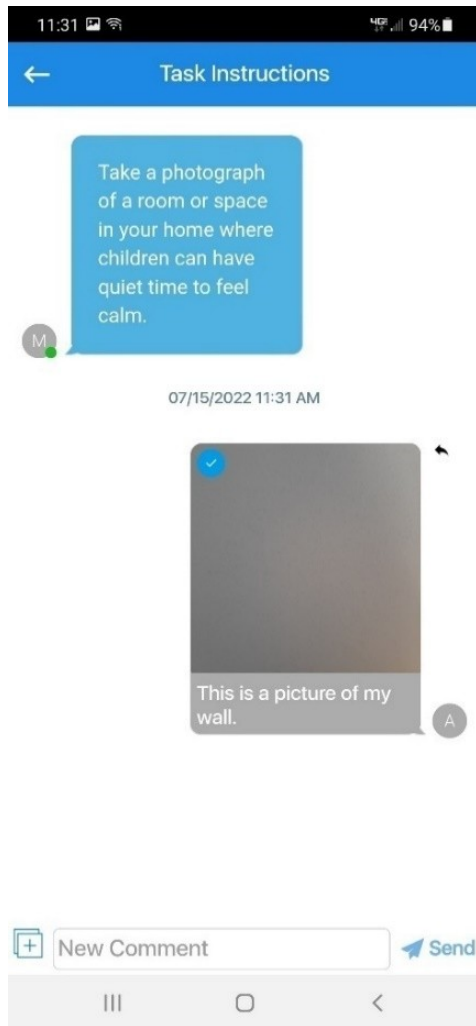 11:31 94%
Task Instructions
Take a photograph
of a room or space
in your home where
children can have
quiet time to feel
calm.
M
07/15/2022 11:31 AM
This is a picture of my
wall.
A
New Comment
Send